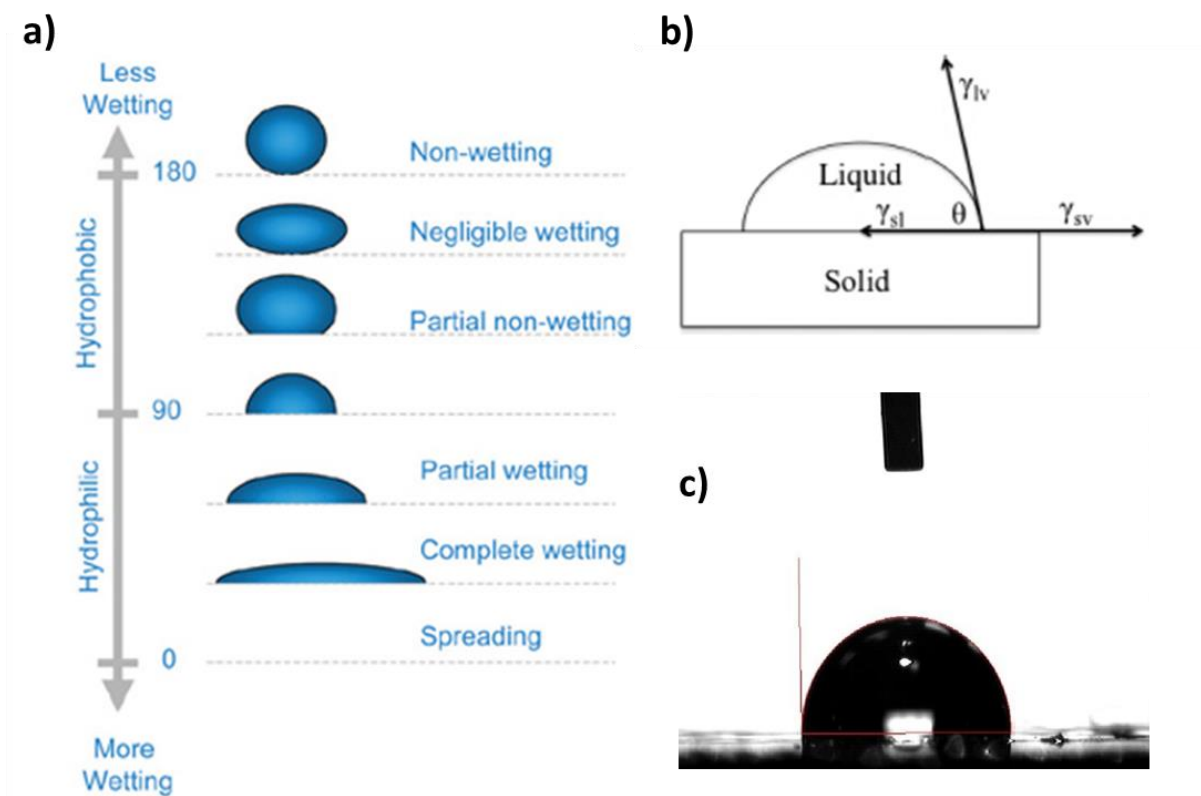 a)
Less
Wetting
180
Non-wetting
Negligible wetting
Hydrophobic
Partial non-wetting
90
Partial wetting
Hydrophilic
Complete wetting
Spreading
0
More
Wetting
b)
γlv
Liquid
γsl
θ
γsv
Solid
c)